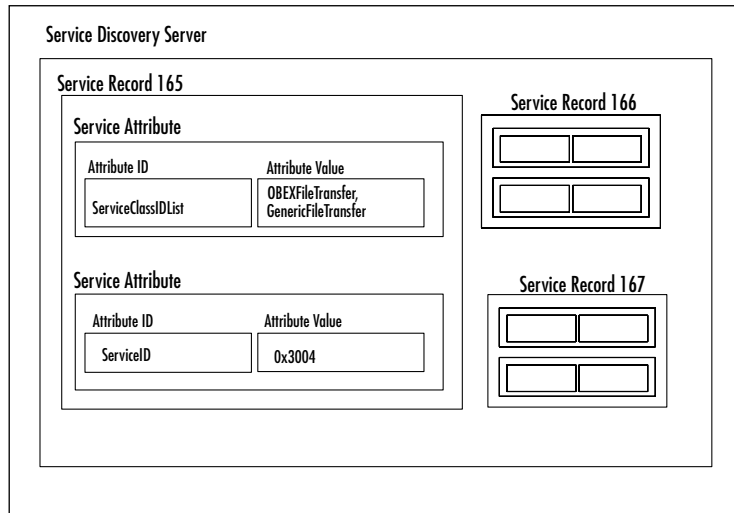 Service Discovery Server
Service Record 165
Service Attribute
Attribute ID
Attribute Value
ServiceClassIDList
OBEXFileTransfer,
GenericFileTransfer
Service Attribute
Attribute ID
Attribute Value
ServiceID
0x3004
Service Record 166
Service Record 167